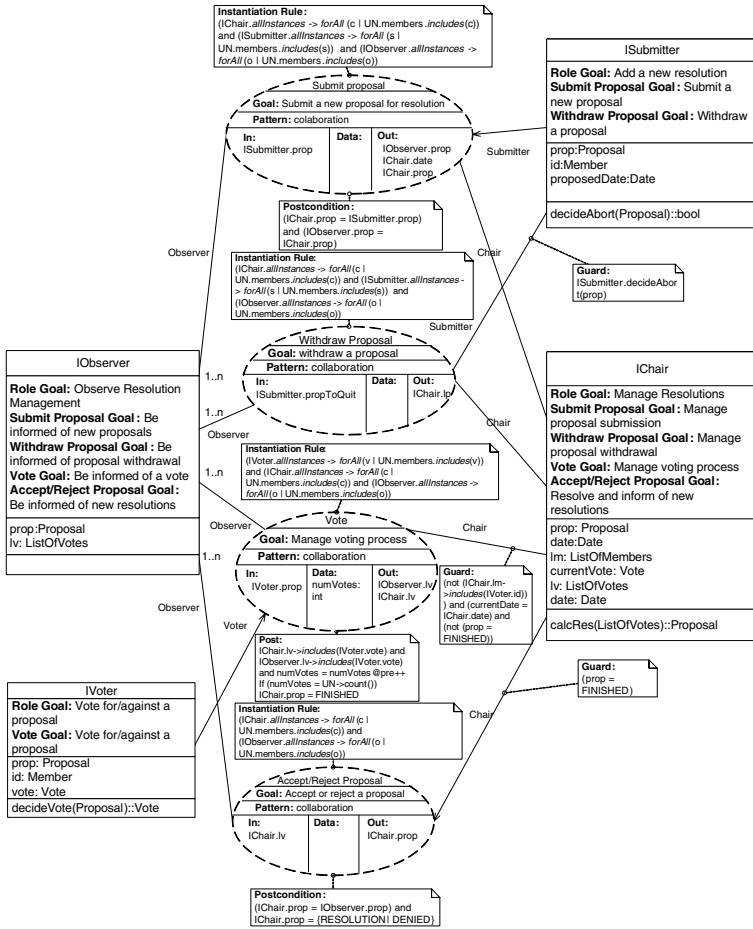 Instantiation Rule:
(IChair.allInstances -> forAll (c | UN.members.includes(c))
and (ISubmitter.allInstances -> forAll (s |
UN.members.includes(s))  and (IObserver.allInstances ->
forAll (o | UN.members.includes(o))
Submit proposal
Goal: Submit a new proposal for resolution
Pattern: colaboration
In:
ISubmitter.prop
Data:
Out:
IObserver.prop
IChair.date
IChair.prop
ISubmitter
Role Goal: Add a new resolution
Submit Proposal Goal: Submit a
new proposal
Withdraw Proposal Goal: Withdraw
a proposal
prop:Proposal
id:Member
proposedDate:Date
decideAbort(Proposal)::bool
Submitter
Postcondition:
(IChair.prop = ISubmitter.prop)
and (IObserver.prop =
IChair.prop)
Observer
Chair
Guard:
ISubmitter.decideAbor
t(prop)
Instantiation Rule:
(IChair.allInstances -> forAll (c |
UN.members.includes(c)) and (ISubmitter.allInstances -
> forAll (s | UN.members.includes(s))  and
(IObserver.allInstances -> forAll (o |
UN.members.includes(o))
Submitter
Withdraw Proposal
Goal: withdraw a proposal
Pattern: collaboration
In:
ISubmitter.propToQuit
Data:
Out:
IChair.lp
IObserver
Role Goal: Observe Resolution
Management
Submit Proposal Goal: Be
informed of new proposals
Withdraw Proposal Goal: Be
informed of proposal withdrawal
Vote Goal: Be informed of a vote
Accept/Reject Proposal Goal:
Be informed of new resolutions
prop:Proposal
lv: ListOfVotes
1..n
1..n
Observer
1..n
Observer
1..n
Observer
Chair
IChair
Role Goal: Manage Resolutions
Submit Proposal Goal: Manage
proposal submission
Withdraw Proposal Goal: Manage
proposal withdrawal
Vote Goal: Manage voting process
Accept/Reject Proposal Goal:
Resolve and inform of new
resolutions
prop: Proposal
date:Date
lm: ListOfMembers
currentVote: Vote
lv: ListOfVotes
date: Date
calcRes(ListOfVotes)::Proposal
Instantiation Rule:
(IVoter.allInstances -> forAll (v | UN.members.includes(v))
and (IChair.allInstances -> forAll (c |
UN.members.includes(c)) and (IObserver.allInstances ->
forAll (o | UN.members.includes(o))
Vote
Goal: Manage voting process
Pattern: collaboration
In:
IVoter.prop
Data:
numVotes:
int
Out:
IObserver.lv
IChair.lv
Chair
Guard:
(not (IChair.lm-
>includes(IVoter.id))
) and (currentDate =
IChair.date) and
(not (prop =
FINISHED))
Voter
Post:
IChair.lv->includes(IVoter.vote) and
IObserver.lv->includes(IVoter.vote)
and numVotes = numVotes @pre++
If (numVotes = UN->count())
IChair.prop = FINISHED
Guard:
(prop =
FINISHED)
IVoter
Role Goal: Vote for/against a
proposal
Vote Goal: Vote for/against a
proposal
prop: Proposal
id: Member
vote: Vote
decideVote(Proposal)::Vote
Instantiation Rule:
(IChair.allInstances -> forAll (c |
UN.members.includes(c)) and
(IObserver.allInstances -> forAll (o |
UN.members.includes(o))
Chair
Accept/Reject Proposal
Goal: Accept or reject a proposal
Pattern: collaboration
In:
IChair.lv
Data:
Out:
IChair.prop
Postcondition:
(IChair.prop = IObserver.prop) and
IChair.prop = {RESOLUTION| DENIED}